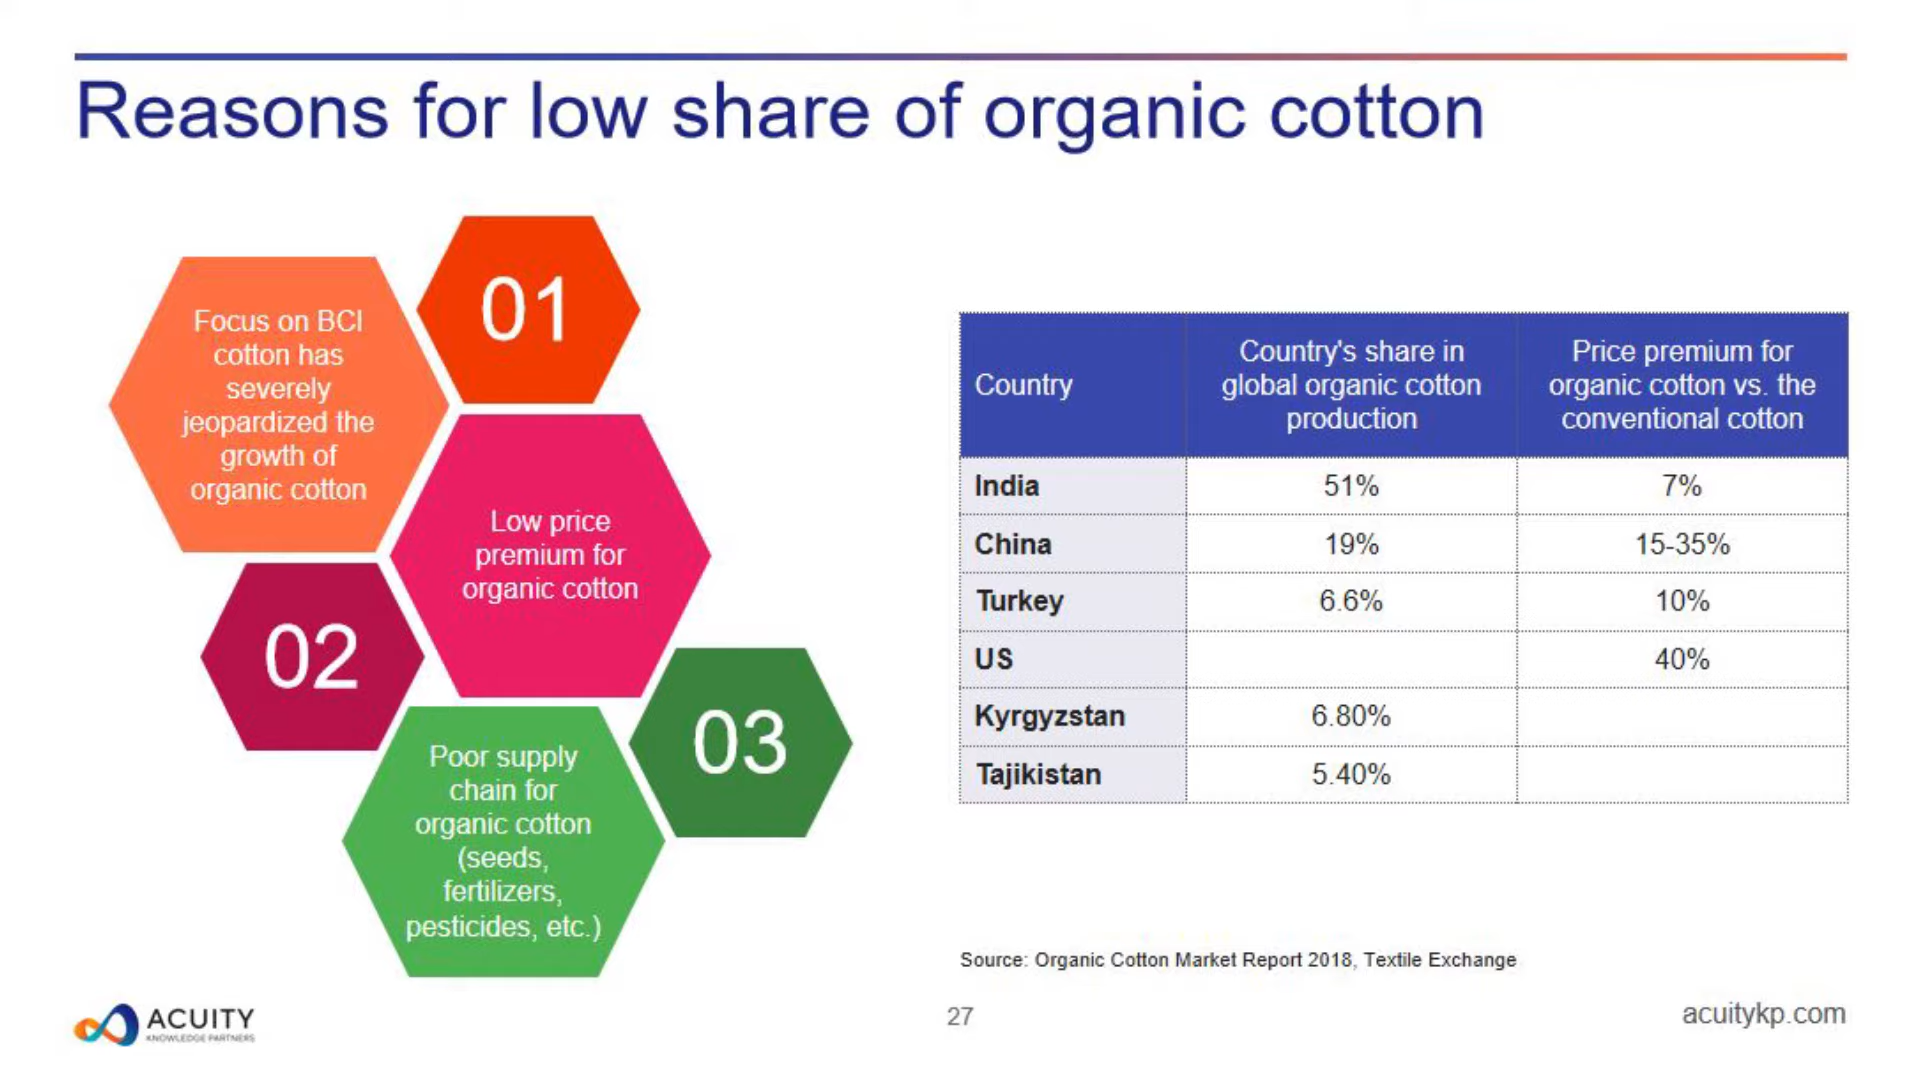 Reasons for low share of organic cotton
01
Focus on BCI
cotton has
severely
jeopardized the
growth of
organic cotton
02
Low price
premium for
organic cotton
03
Poor supply
chain for
organic cotton
(seeds,
fertilizers,
pesticides, etc.)
Country
Country's share in
global organic cotton
production
Price premium for
organic cotton vs. the
conventional cotton
India 51% 7%
China 19% 15-35%
Turkey 6.6% 10%
US 40%
Kyrgyzstan 6.80%
Tajikistan 5.40%
Source: Organic Cotton Market Report 2018, Textile Exchange
ACUITY
KNOWLEDGE PARTNERS
27
acuitykp.com